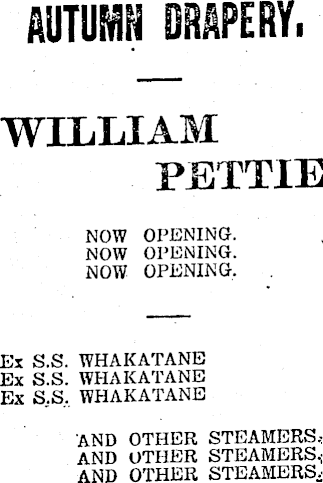 AUTUMN DRAPERY.
WILLIAM
PETTIE
NOW OPENING.
NOW OPENING.
NOW OPENING.
Ex S.S. WHAKATANE
Ex S.S. WHAKATANE
Ex S.S. WHAKATANE
AND OTHER STEAMERS,
AND OTHER STEAMERS,
AND OTHER STEAMERS,